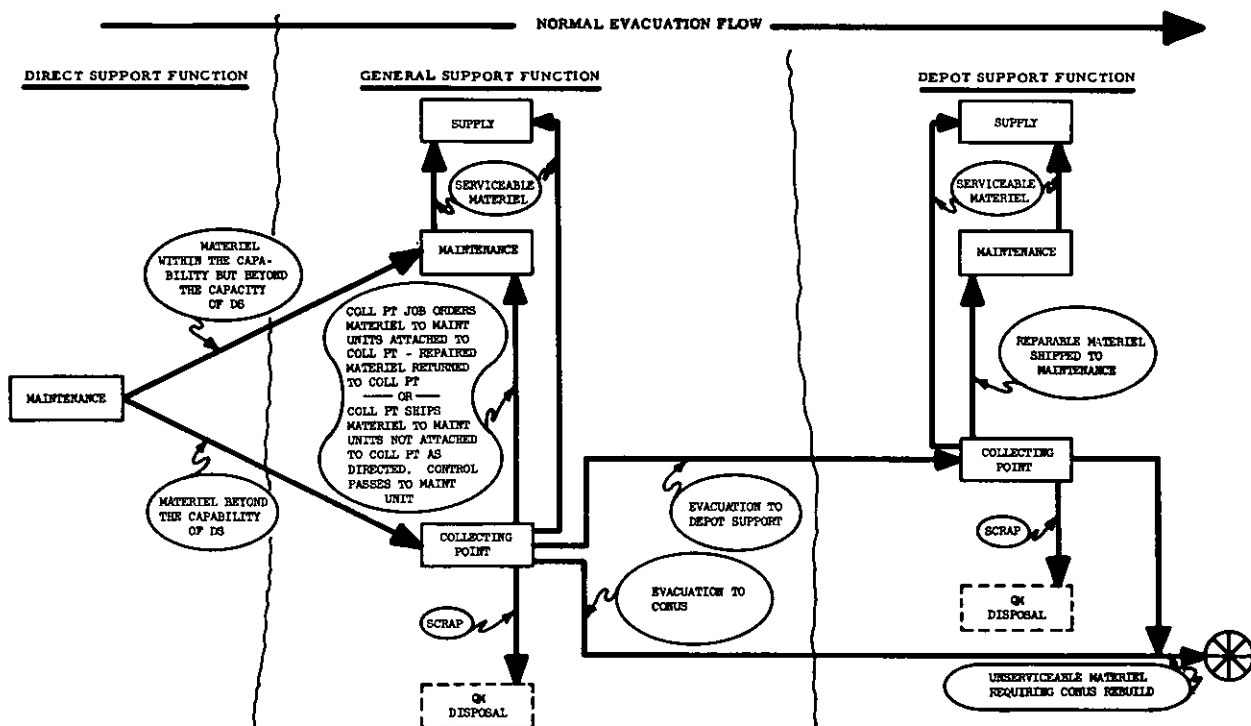 NORMAL EVACUATION FLOW
DIRECT SUPPORT FUNCTION
GENERAL SUPPORT FUNCTION
DEPOT SUPPORT FUNCTION
SUPPLY
SERVICEABLE
MATERIEL
MAINTENANCE
MATERIEL
WITHIN THE CAPA-
BILITY BUT BEYOND
THE CAPACITY
OF DS
COLL PT JOB ORDERS
MATERIEL TO MAINT
UNITS ATTACHED TO
COLL PT - REPAIRED
MATERIEL RETURNED
TO COLL PT
OR
COLL PT SHIPS
MATERIEL TO MAINT
UNITS NOT ATTACHED
TO COLL PT AS
DIRECTED. CONTROL
PASSES TO MAINT
UNIT
MAINTENANCE
MATERIEL BEYOND
THE CAPABILITY
OF DS
COLLECTING
POINT
SCRAP
QM
DISPOSAL
EVACUATION TO
DEPOT SUPPORT
EVACUATION TO
CONUS
SUPPLY
SERVICEABLE
MATERIEL
MAINTENANCE
REPARABLE MATERIEL
SHIPPED TO
MAINTENANCE
COLLECTING
POINT
SCRAP
QM
DISPOSAL
UNSERVICEABLE MATERIEL
REQUIRING CONUS REBUILD